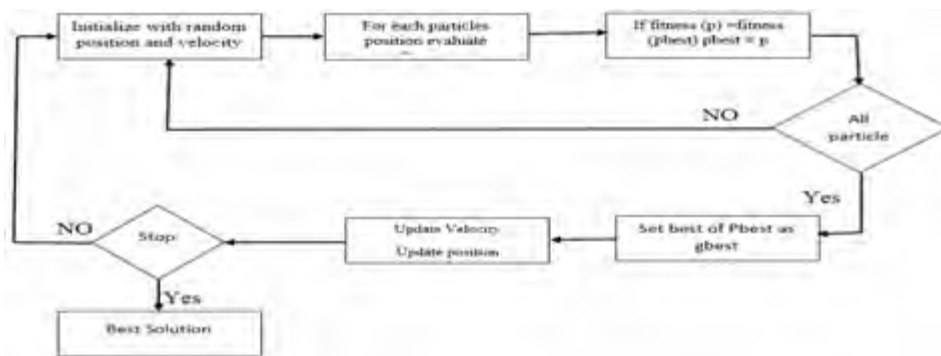 Initialize with random
position and velocity
For each particles
position evaluate
If fitness (p) =fitness
(pbest) pbest = p
NO
All
particle
Yes
Set best of Pbest as
gbest
Update Velocity
Update position
Stop
NO
Yes
Best Solution